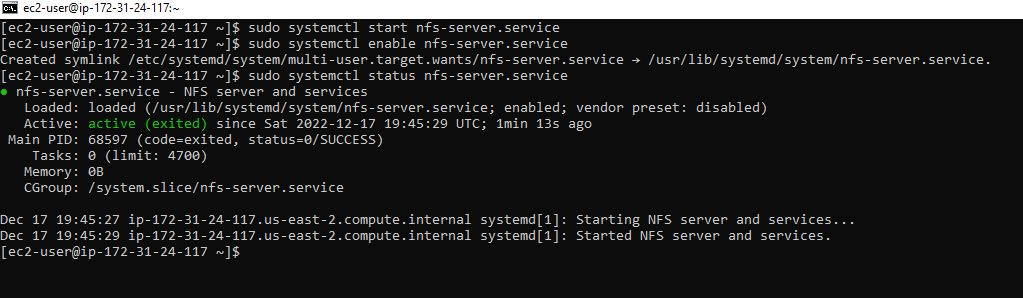 ec2-user@ip-172-31-24-117:~
[ec2-user@ip-172-31-24-117 ~]$ sudo systemctl start nfs-server.service
[ec2-user@ip-172-31-24-117 ~]$ sudo systemctl enable nfs-server.service
Created symlink /etc/systemd/system/multi-user.target.wants/nfs-server.service → /usr/lib/systemd/system/nfs-server.service.
[ec2-user@ip-172-31-24-117 ~]$ sudo systemctl status nfs-server.service
● nfs-server.service - NFS server and services
   Loaded: loaded (/usr/lib/systemd/system/nfs-server.service; enabled; vendor preset: disabled)
   Active: active (exited) since Sat 2022-12-17 19:45:29 UTC; 1min 13s ago
 Main PID: 68597 (code=exited, status=0/SUCCESS)
    Tasks: 0 (limit: 4700)
   Memory: 0B
   CGroup: /system.slice/nfs-server.service
Dec 17 19:45:27 ip-172-31-24-117.us-east-2.compute.internal systemd[1]: Starting NFS server and services...
Dec 17 19:45:29 ip-172-31-24-117.us-east-2.compute.internal systemd[1]: Started NFS server and services.
[ec2-user@ip-172-31-24-117 ~]$